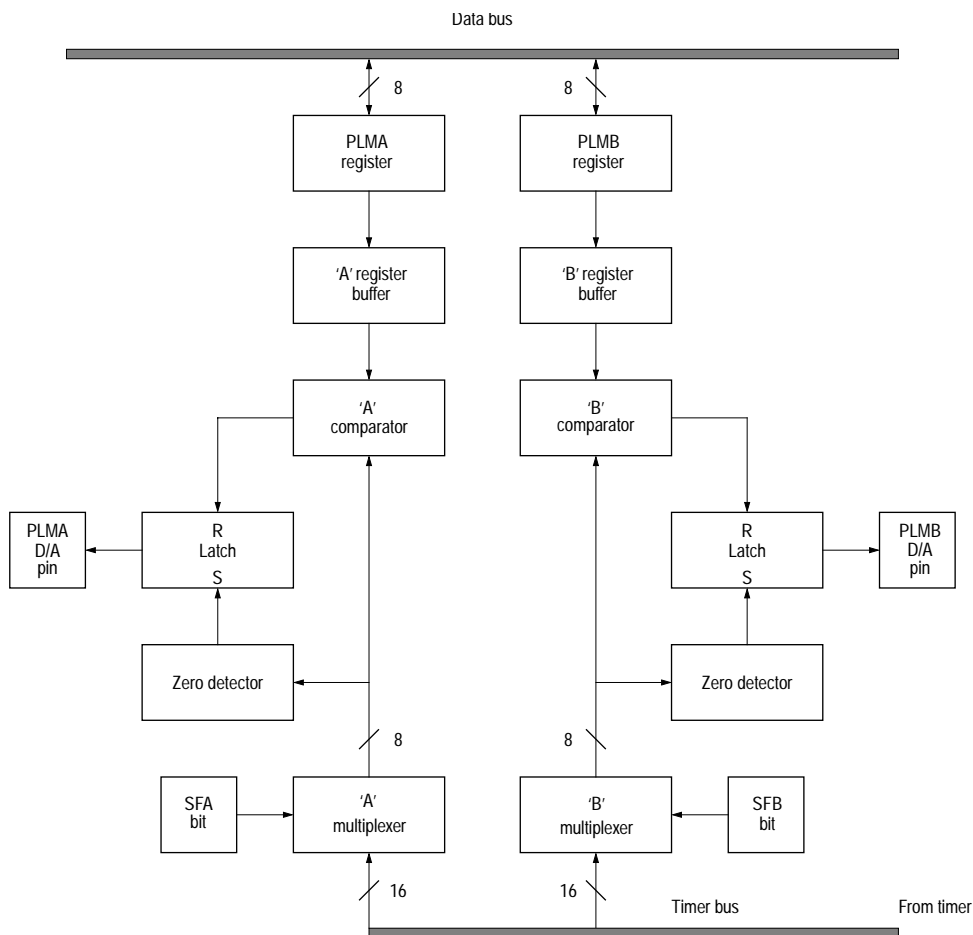 Data bus
8
8
PLMA
register
PLMB
register
‘A’ register
buffer
‘B’ register
buffer
‘A’
comparator
‘B’
comparator
PLMA
D/A
pin
R
Latch
S
R
Latch
S
PLMB
D/A
pin
Zero detector
Zero detector
8
8
SFA
bit
‘A’
multiplexer
‘B’
multiplexer
SFB
bit
16
16
Timer bus
From timer